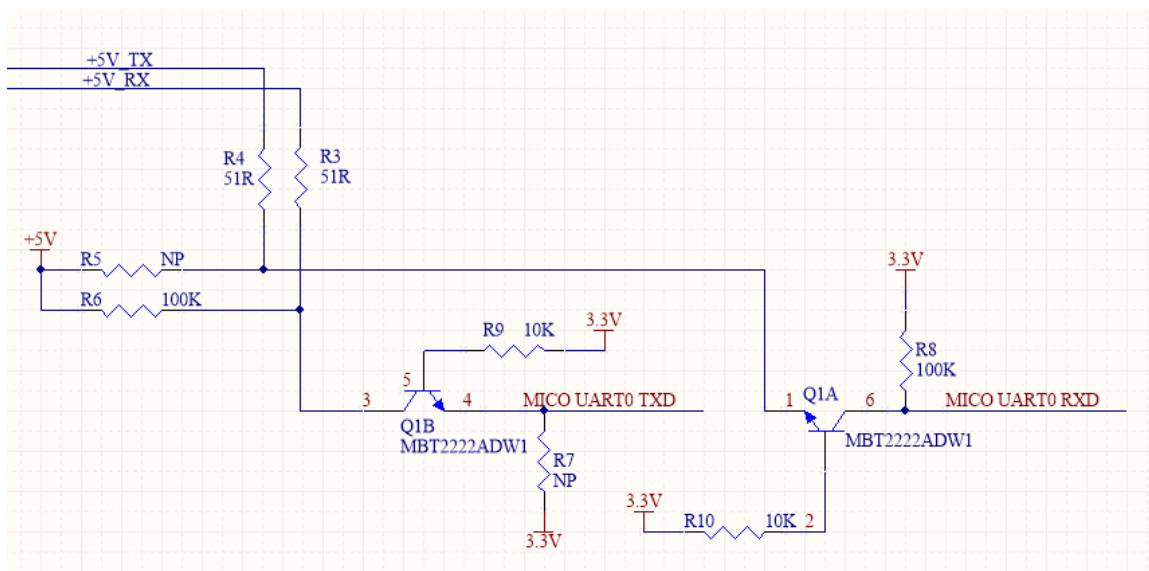 +5V_TX
+5V_RX
R4
51R
R3
51R
+5V
R5 NP
R6 100K
R9 10K
3.3V
3.3V
R8
100K
3
5
4
MICO UART0 TXD
Q1B
MBT2222ADW1
R7
NP
3.3V
1
Q1A
6
MICO UART0 RXD
MBT2222ADW1
3.3V
R10 10K
2